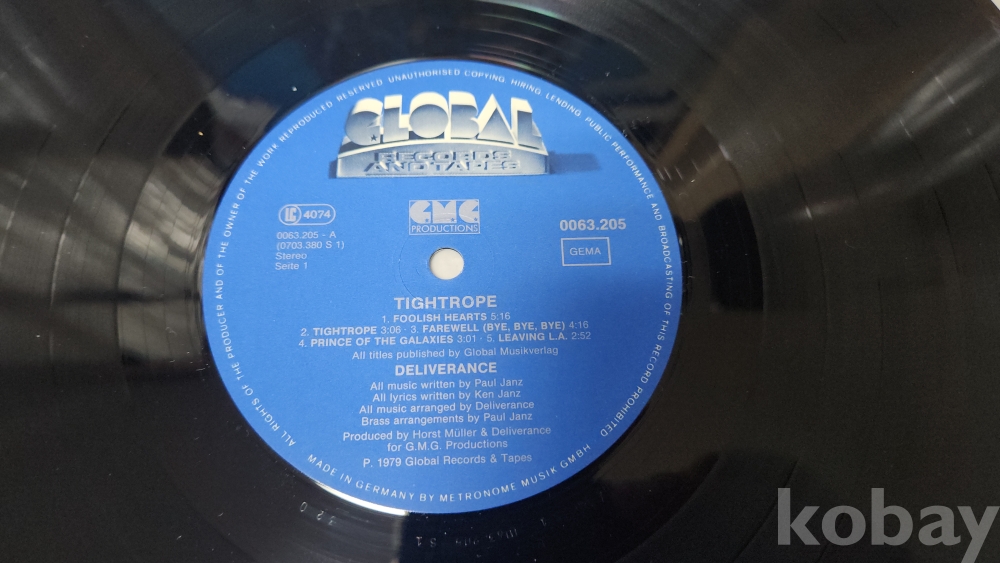 ALL RIGHTS OF THE PRODUCER AND OF THE OWNER OF THE WORK REPRODUCED RESERVED UNAUTHORISED COPYING. HIRING. LENDING. PUBLIC PERFORMANCE AND BROADCASTING OF THIS RECORD PROHIBITED
GLOBAL
RECORDS
AND TAPES
LC 4074
G.M.G.
PRODUCTIONS
0063.205
0063.205 - A
(0703.380 S 1)
Stereo
Seite 1
GEMA
TIGHTROPE
1. FOOLISH HEARTS 5:16
2. TIGHTROPE 3:06 · 3. FAREWELL (BYE, BYE, BYE) 4:16
4. PRINCE OF THE GALAXIES 3:01 · 5. LEAVING L.A. 2:52
All titles published by Global Musikverlag
DELIVERANCE
All music written by Paul Janz
All lyrics written by Ken Janz
All music arranged by Deliverance
Brass arrangements by Paul Janz
Produced by Horst Müller & Deliverance
for G.M.G. Productions
P. 1979 Global Records & Tapes
MADE IN GERMANY BY METRONOME MUSIK GMBH
320
kobay